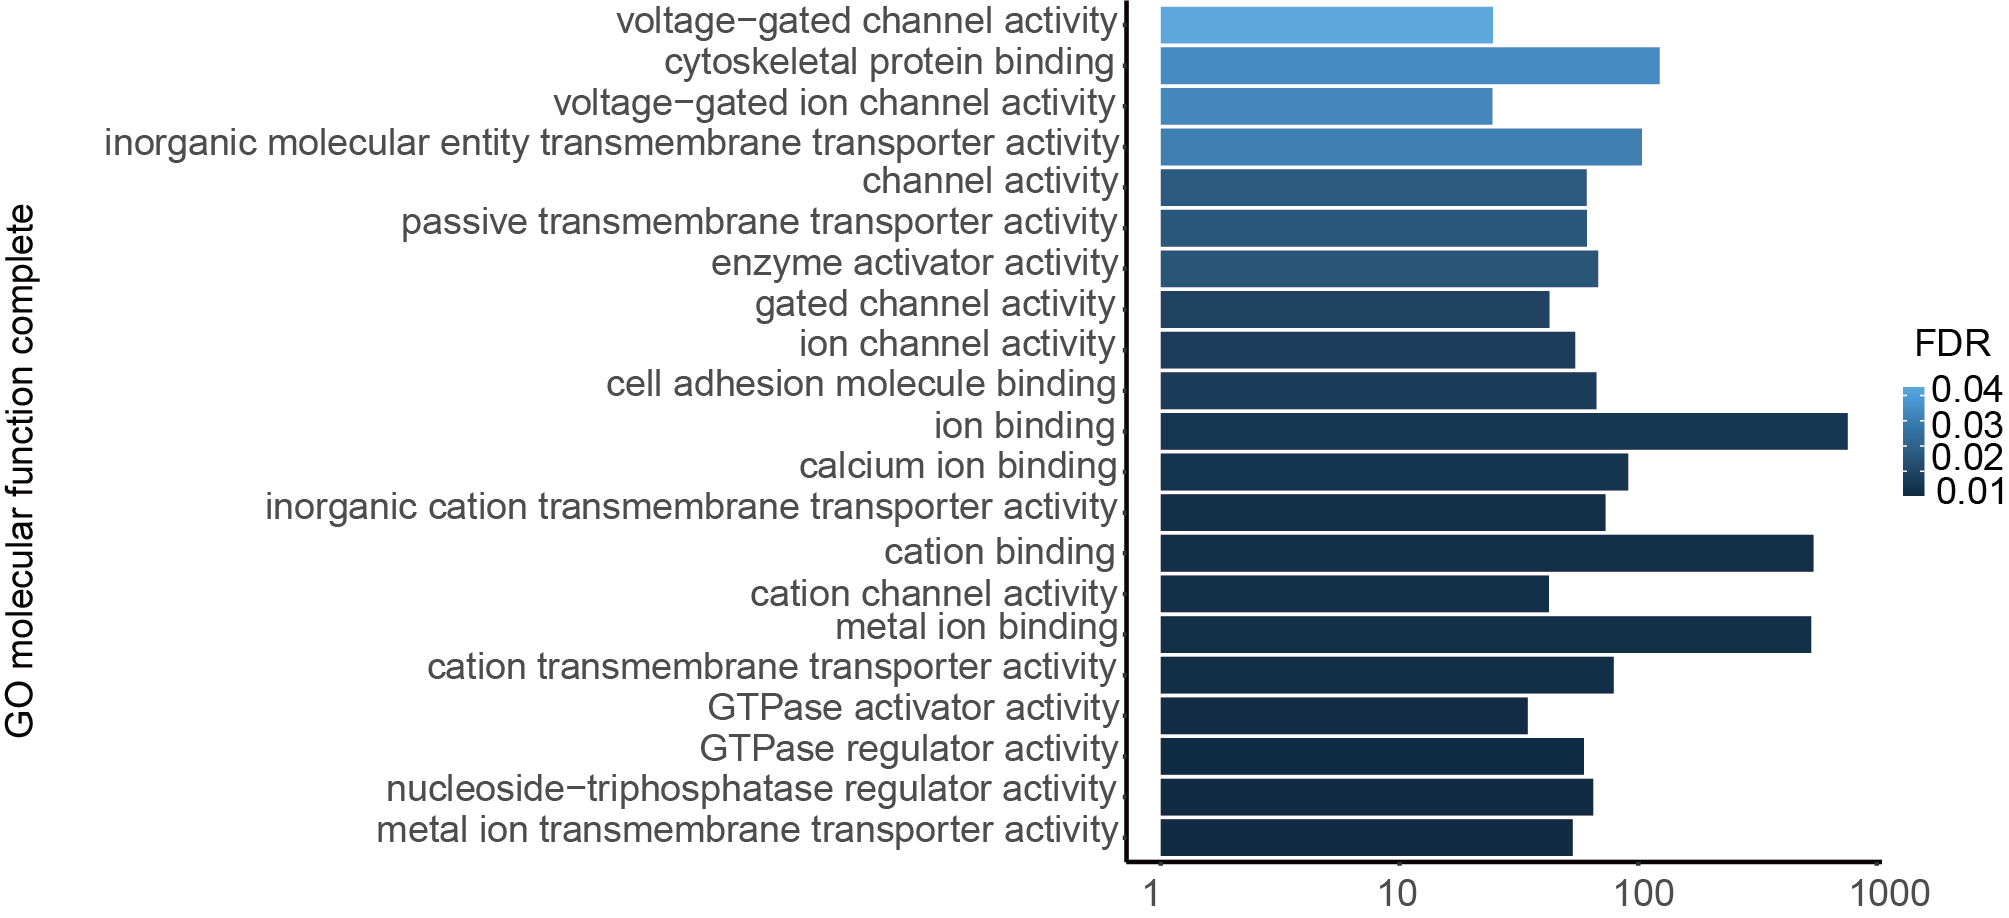 GO molecular function complete
voltage−gated channel activity
cytoskeletal protein binding
voltage−gated ion channel activity
inorganic molecular entity transmembrane transporter activity
channel activity
passive transmembrane transporter activity
enzyme activator activity
gated channel activity
ion channel activity
cell adhesion molecule binding
ion binding
calcium ion binding
inorganic cation transmembrane transporter activity
cation binding
cation channel activity
metal ion binding
cation transmembrane transporter activity
GTPase activator activity
GTPase regulator activity
nucleoside−triphosphatase regulator activity
metal ion transmembrane transporter activity
1 10 100 1000
FDR
0.04
0.03
0.02
0.01